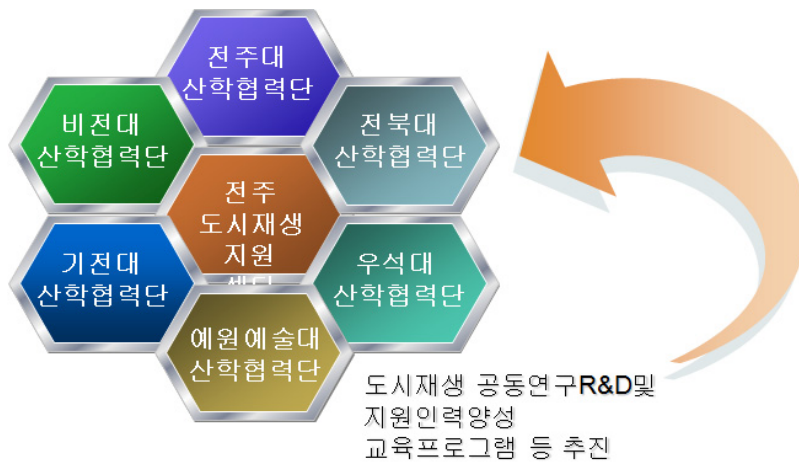 전주대
산학협력단
비전대
산학협력단
전북대
산학협력단
전주
도시재생
지원
센터
기전대
산학협력단
우석대
산학협력단
예원예술대
산학협력단
도시재생 공동연구R&D및
지원인력양성
교육프로그램 등 추진